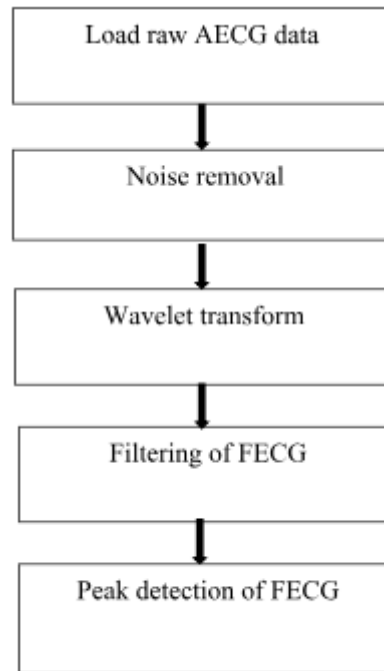 Load raw AECG data
Noise removal
Wavelet transform
Filtering of FECG
Peak detection of FECG